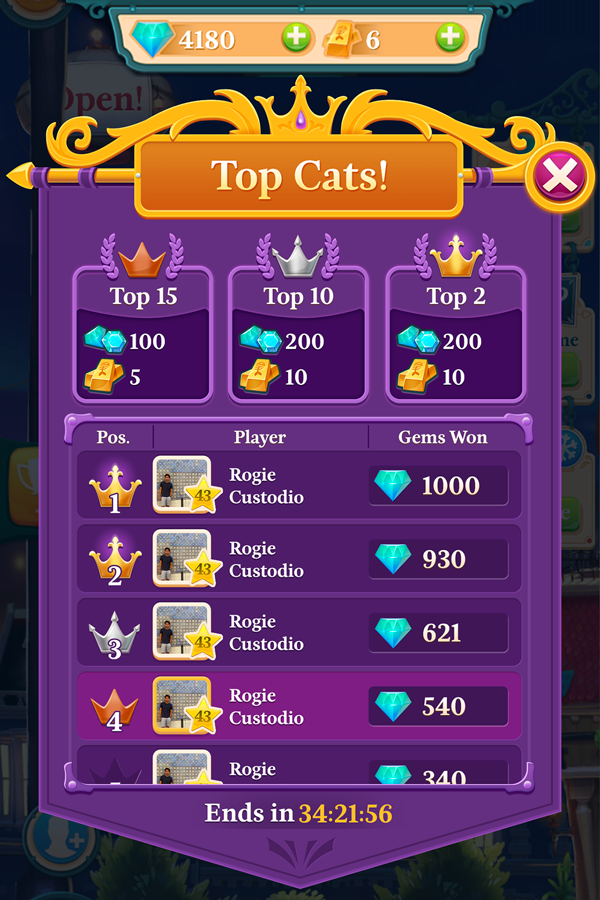 4180
6
Open!
Top Cats!
Top 15
Top 10
Top 2
100
200
200
5
10
10
Pos.
Player
Gems Won
1
43
Rogie
Custodio
1000
2
43
Rogie
Custodio
930
3
43
Rogie
Custodio
621
4
43
Rogie
Custodio
540
Rogie
340
Ends in 34:21:56